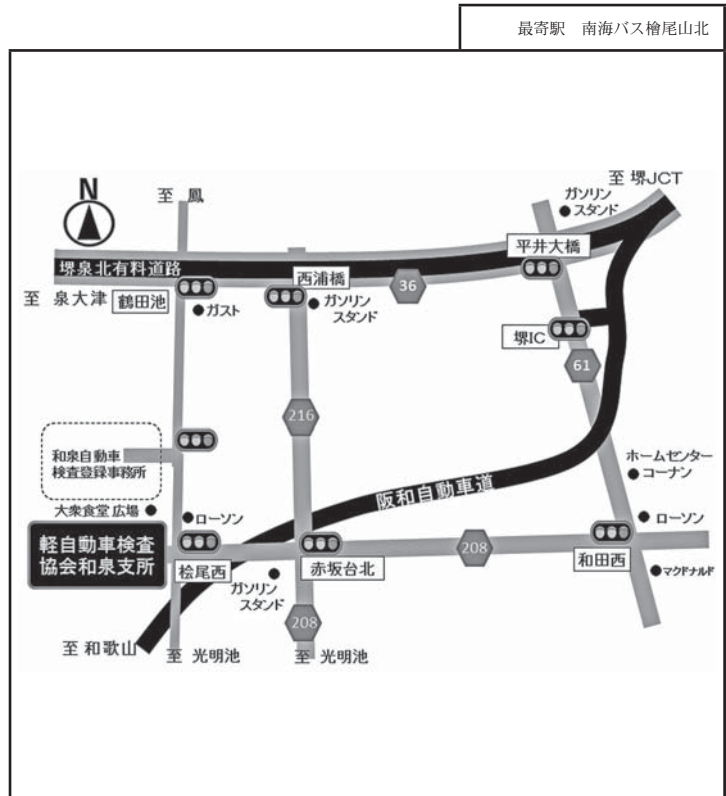 最寄駅　南海バス檜尾山北
至 堺JCT
ガソリン
スタンド
N
至 鳳
平井大橋
堺泉北有料道路
西浦橋
36
至 泉大津
鶴田池
ガスト
ガソリン
スタンド
堺IC
61
216
和泉自動車
検査登録事務所
ホームセンター
コーナン
阪和自動車道
大衆食堂 広場
ローソン
ローソン
軽自動車検査
協会和泉支所
桧尾西
ガソリン
スタンド
赤坂台北
208
和田西
マクドナルド
208
至 和歌山
至 光明池
至 光明池